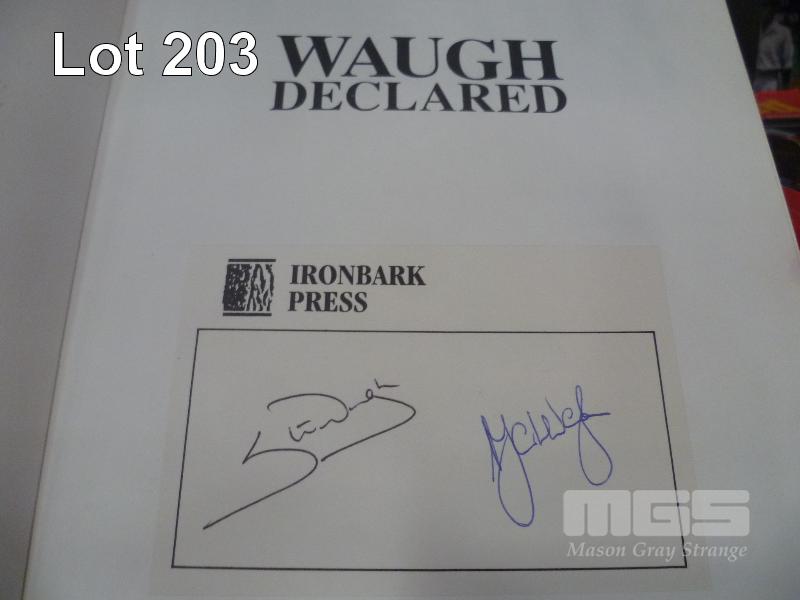 Lot 203
WAUGH
DECLARED
IRONBARK
PRESS
MGS
Mason Gray Strange